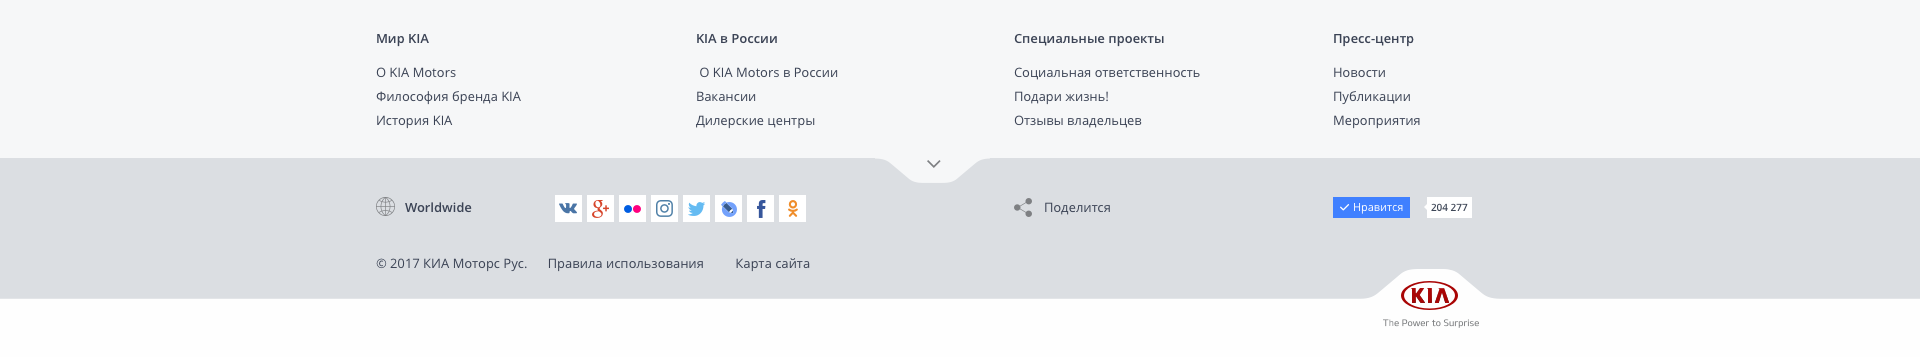 Мир KIA
О KIA Motors
Философия бренда KIA
История KIA
KIA в России
О KIA Motors в России
Вакансии
Дилерские центры
Специальные проекты
Социальная ответственность
Подари жизнь!
Отзывы владельцев
Пресс-центр
Новости
Публикации
Мероприятия
Worldwide
Поделится
Нравится
204 277
© 2017 КИА Моторс Рус.
Правила использования
Карта сайта
KIA
The Power to Surprise